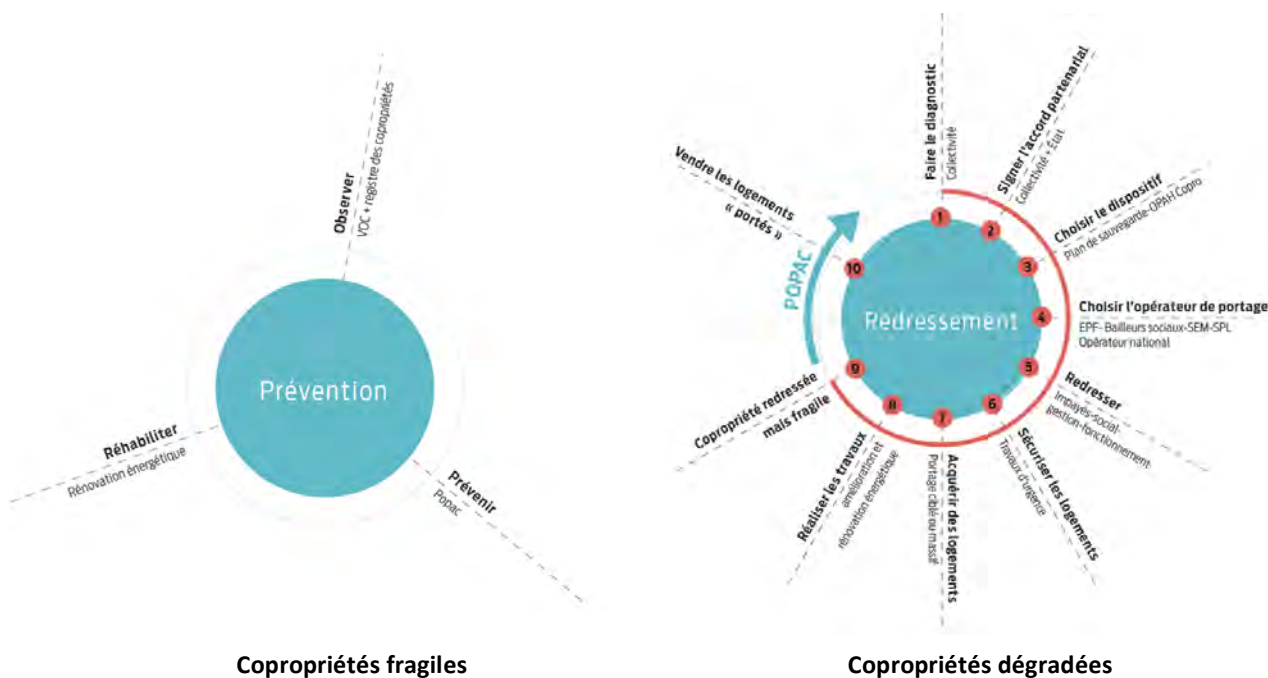 Prévention
Observer
VOC + registre des copropriétés
Prévenir
Popac
Réhabiliter
Rénovation énergétique
Copropriétés fragiles
Redressement
POPAC
1
Faire le diagnostic
Collectivité
2
Signer l'accord partenarial
Collectivité + État
3
Choisir le dispositif
Plan de sauvegarde-OPAH Copro
4
Choisir l'opérateur de portage
EPF- Bailleurs sociaux-SEM-SPL
Opérateur national
5
Redresser
Impayés-social-
gestion-fonctionnement
6
Sécuriser les logements
Travaux d'urgence
7
Acquérir des logements
Portage ciblé ou massif
8
Réaliser les travaux
amélioration et
rénovation énergétique
9
Copropriété redressée
mais fragile
10
Vendre les logements
« portés »
Copropriétés dégradées